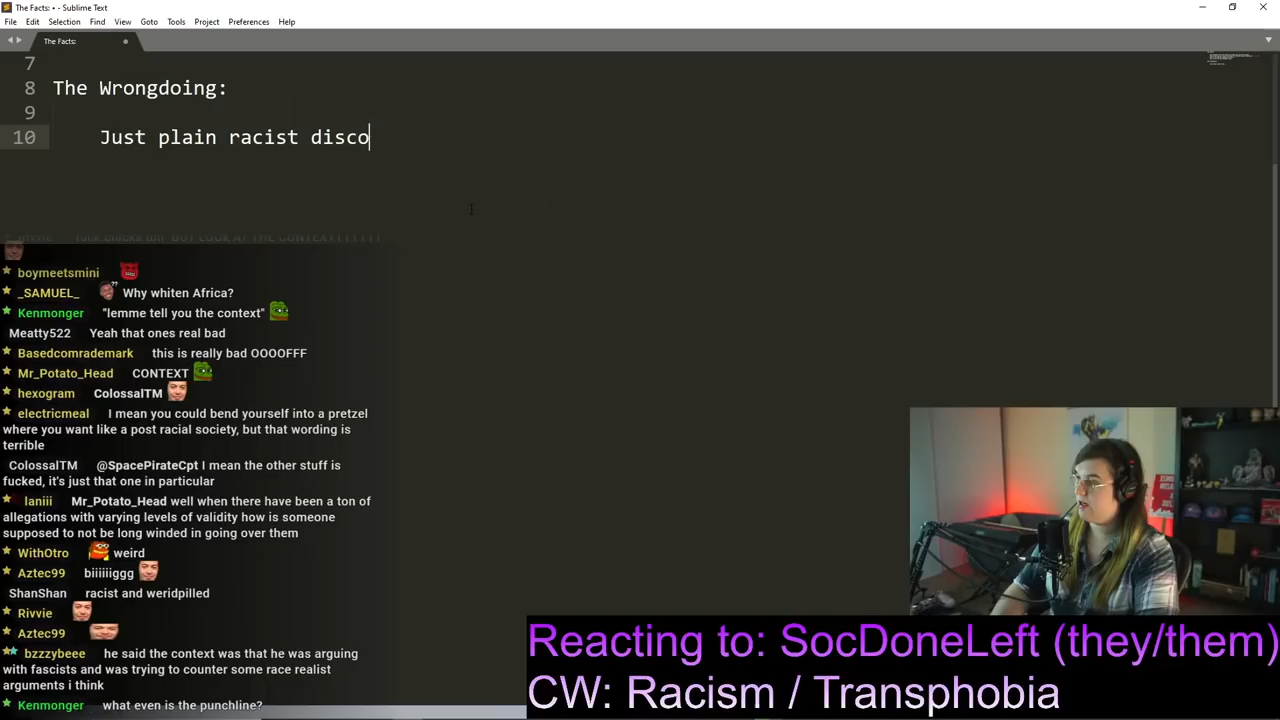 The Facts: • - Sublime Text
File Edit Selection Find View Goto Tools Project Preferences Help
The Facts:
7
8 The Wrongdoing:
9
10 Just plain racist disco
boymeetsmini
_SAMUEL_ Why whiten Africa?
Kenmonger "lemme tell you the context"
Meatty522 Yeah that ones real bad
Basedcomrademark this is really bad OOOOFFF
Mr_Potato_Head CONTEXT
hexogram ColossalTM
electricmeal I mean you could bend yourself into a pretzel
where you want like a post racial society, but that wording is
terrible
ColossalTM @SpacePirateCpt I mean the other stuff is
fucked, it's just that one in particular
laniii Mr_Potato_Head well when there have been a ton of
allegations with varying levels of validity how is someone
supposed to not be long winded in going over them
WithOtro weird
Aztec99 biiiiiiggg
ShanShan racist and weridpilled
Rivvie
Aztec99
bzzzybeee he said the context was that he was arguing
with fascists and was trying to counter some race realist
arguments i think
Kenmonger what even is the punchline?
Reacting to: SocDoneLeft (they/them)
CW: Racism / Transphobia